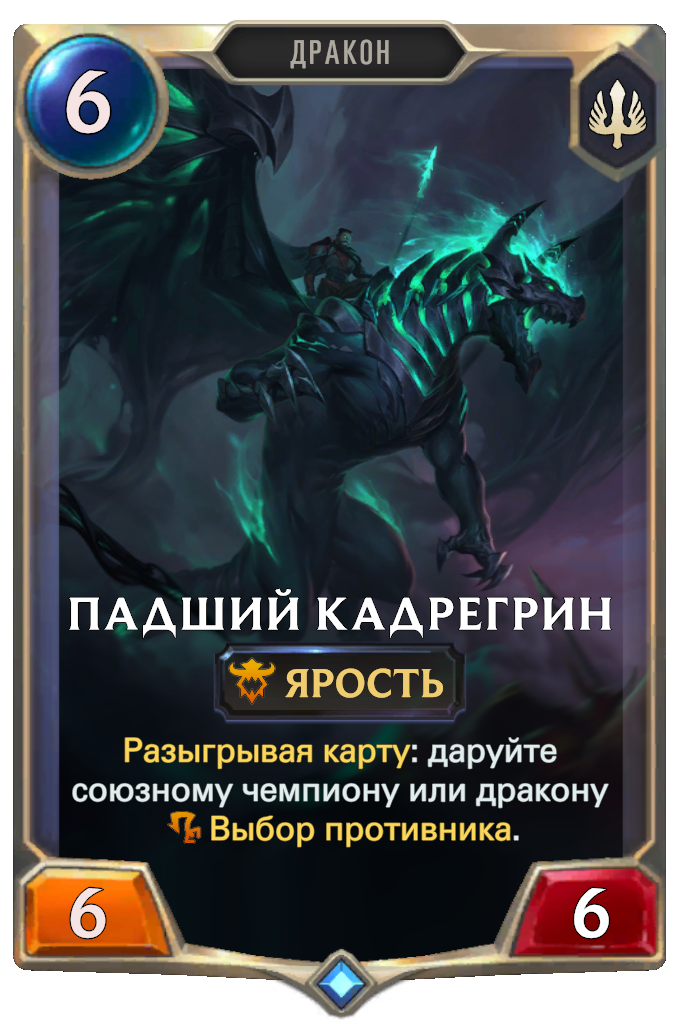 ДРАКОН
6
ПАДШИЙ КАДРЕГРИН
ЯРОСТЬ
Разыгрывая карту: даруйте
союзному чемпиону или дракону
Выбор противника.
6
6